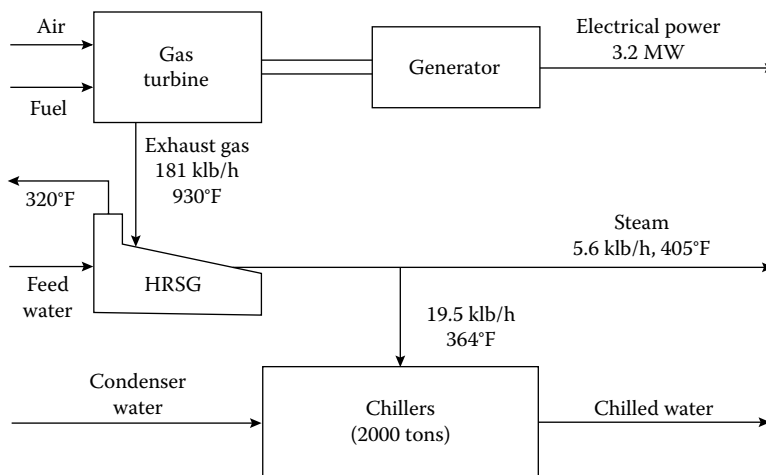 Air
Fuel
Gas
turbine
Generator
Electrical power
3.2 MW
Exhaust gas
181 klb/h
930°F
320°F
Feed
water
HRSG
Steam
5.6 klb/h, 405°F
19.5 klb/h
364°F
Condenser
water
Chillers
(2000 tons)
Chilled water